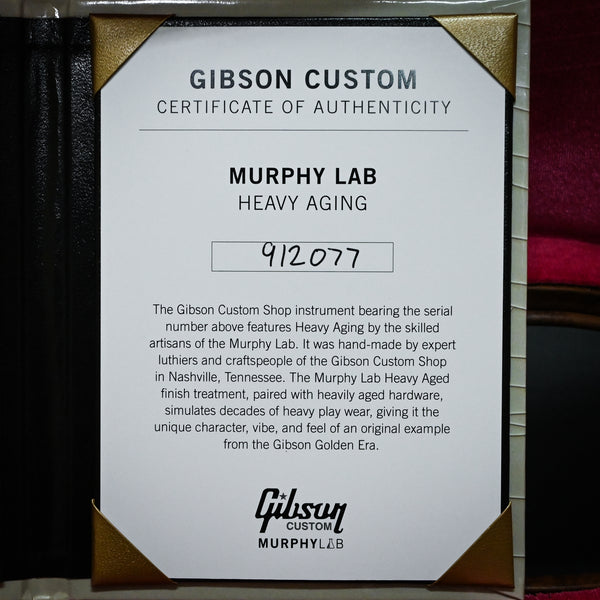 GIBSON CUSTOM
CERTIFICATE OF AUTHENTICITY
MURPHY LAB
HEAVY AGING
912077
The Gibson Custom Shop instrument bearing the serial
number above features Heavy Aging by the skilled
artisans of the Murphy Lab. It was hand-made by expert
luthiers and craftspeople of the Gibson Custom Shop
in Nashville, Tennessee. The Murphy Lab Heavy Aged
finish treatment, paired with heavily aged hardware,
simulates decades of heavy play wear, giving it the
unique character, vibe, and feel of an original example
from the Gibson Golden Era.
Gibson
CUSTOM
MURPHYLAB